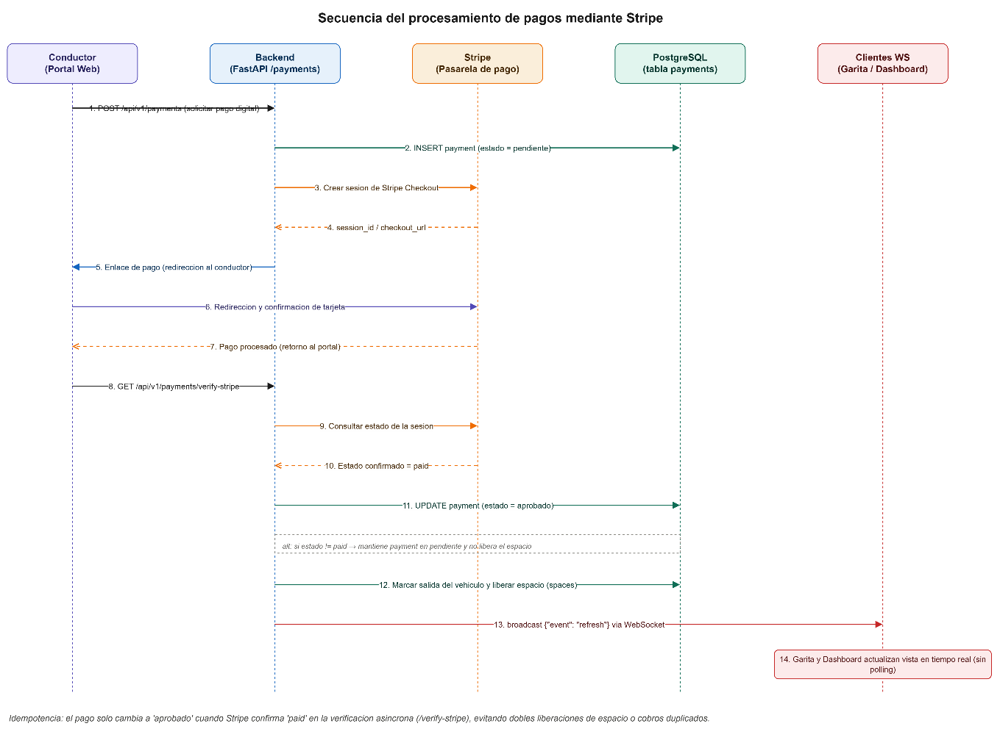 Secuencia del procesamiento de pagos mediante Stripe
Conductor
(Portal Web)
Backend
(FastAPI /payments)
Stripe
(Pasarela de pago)
PostgreSQL
(tabla payments)
Clientes WS
(Garita / Dashboard)
1. POST /api/v1/payments (solicitar pago digital)
2. INSERT payment (estado = pendiente)
3. Crear sesion de Stripe Checkout
4. session_id / checkout_url
5. Enlace de pago (redireccion al conductor)
6. Redireccion y confirmacion de tarjeta
7. Pago procesado (retorno al portal)
8. GET /api/v1/payments/verify-stripe
9. Consultar estado de la sesion
10. Estado confirmado = paid
11. UPDATE payment (estado = aprobado)
alt: si estado != paid → mantiene payment en pendiente y no libera el espacio
12. Marcar salida del vehiculo y liberar espacio (spaces)
13. broadcast {"event": "refresh"} via WebSocket
14. Garita y Dashboard actualizan vista en tiempo real (sin
polling)
Idempotencia: el pago solo cambia a 'aprobado' cuando Stripe confirma 'paid' en la verificacion asincrona (/verify-stripe), evitando dobles liberaciones de espacio o cobros duplicados.